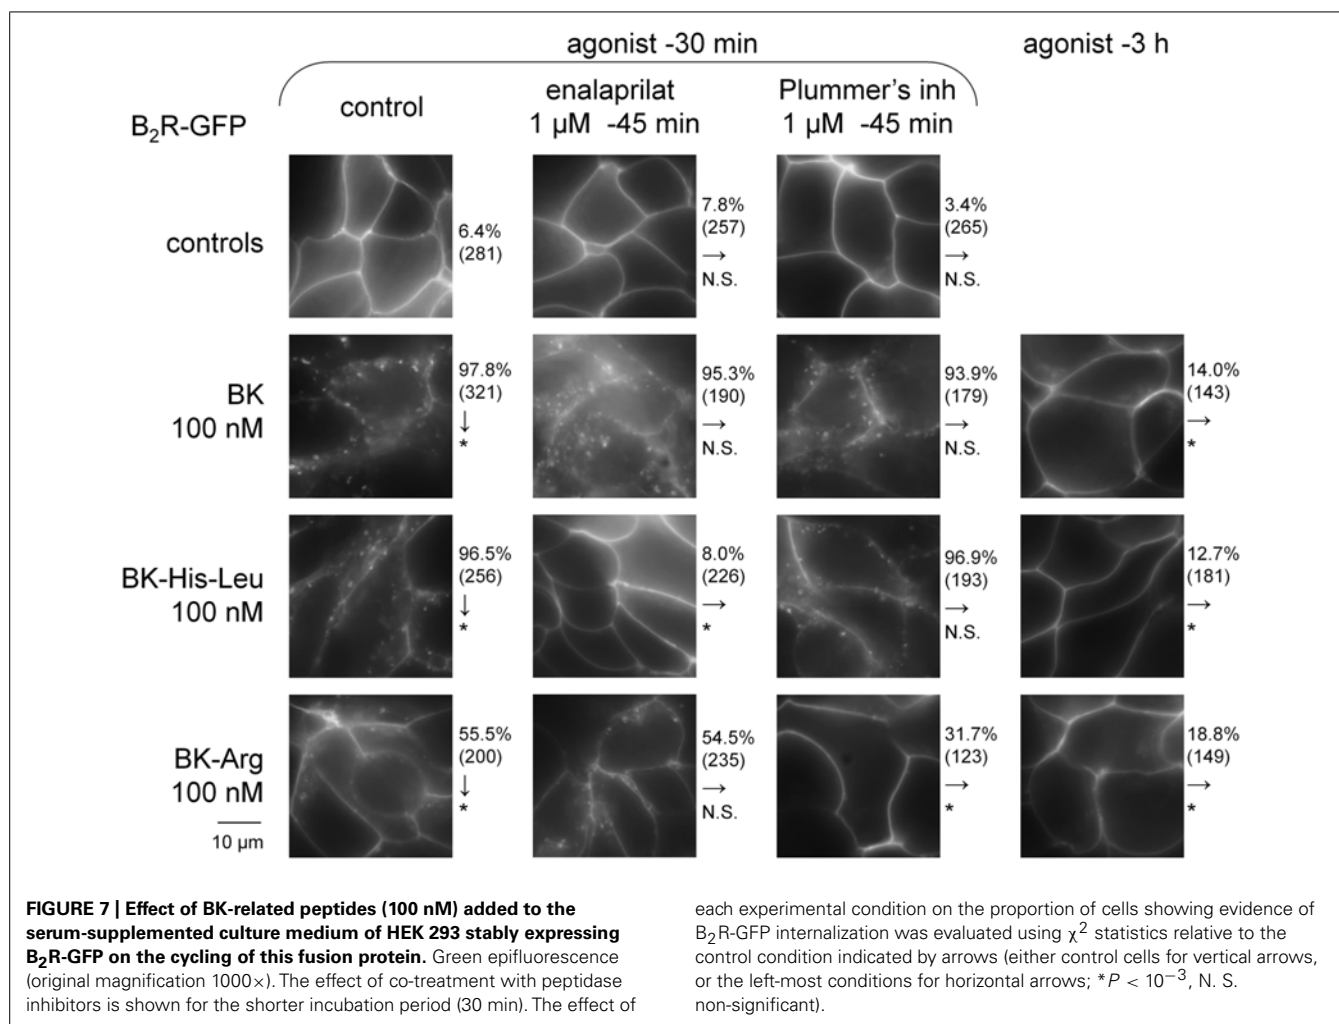 agonist -30 min
agonist -3 h
B₂R-GFP
control
enalaprilat
1 µM -45 min
Plummer's inh
1 µM -45 min
controls
6.4%
(281)
7.8%
(257)
→
N.S.
3.4%
(265)
→
N.S.
BK
100 nM
97.8%
(321)
↓
*
95.3%
(190)
→
N.S.
93.9%
(179)
→
N.S.
14.0%
(143)
→
*
BK-His-Leu
100 nM
96.5%
(256)
↓
*
8.0%
(226)
→
*
96.9%
(193)
→
N.S.
12.7%
(181)
→
*
BK-Arg
100 nM
10 µm
55.5%
(200)
↓
*
54.5%
(235)
→
N.S.
31.7%
(123)
→
*
18.8%
(149)
→
*
FIGURE 7 | Effect of BK-related peptides (100 nM) added to the
serum-supplemented culture medium of HEK 293 stably expressing
B₂R-GFP on the cycling of this fusion protein. Green epifluorescence
(original magnification 1000×). The effect of co-treatment with peptidase
inhibitors is shown for the shorter incubation period (30 min). The effect of
each experimental condition on the proportion of cells showing evidence of
B₂R-GFP internalization was evaluated using χ² statistics relative to the
control condition indicated by arrows (either control cells for vertical arrows,
or the left-most conditions for horizontal arrows; *P < 10⁻³, N. S.
non-significant).